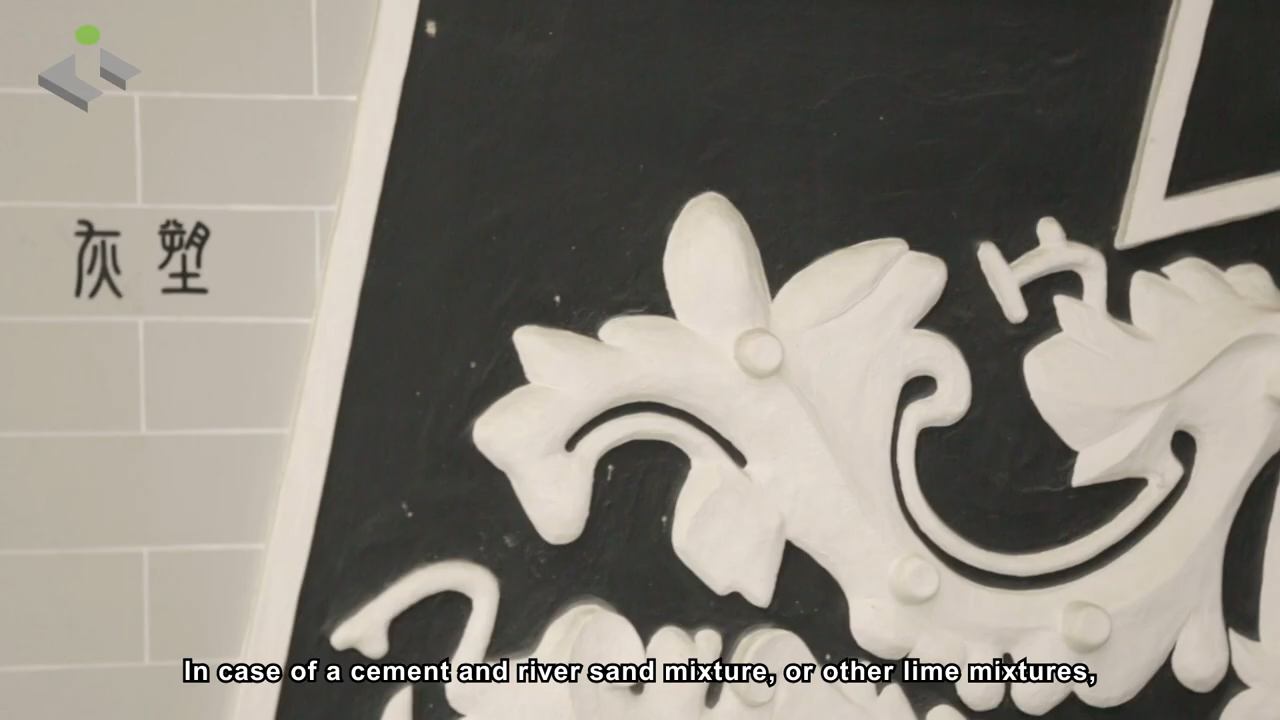 灰塑
In case of a cement and river sand mixture, or other lime mixtures,